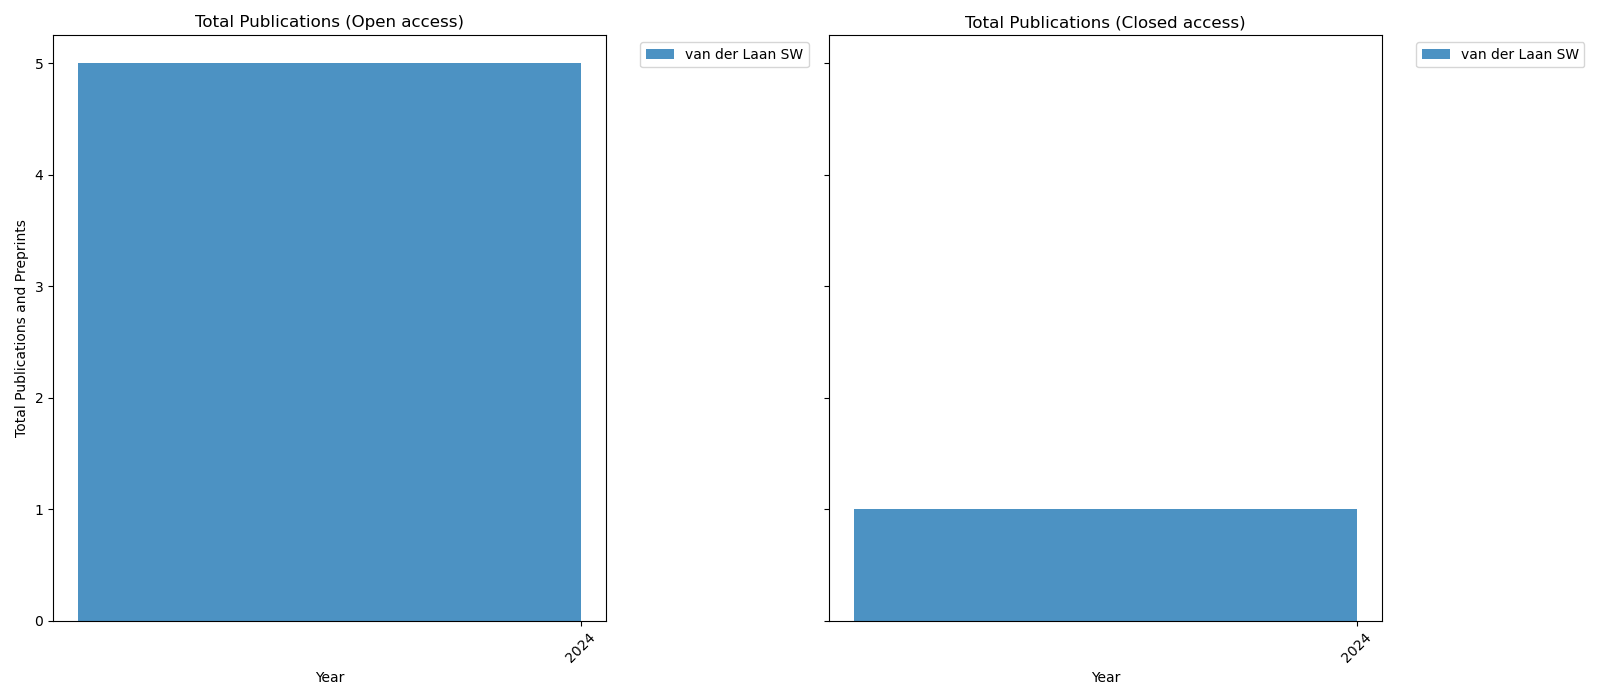 Total Publications (Open access)
van der Laan SW
Total Publications and Preprints
5
4
3
2
1
0
2024
Year
Total Publications (Closed access)
van der Laan SW
2024
Year